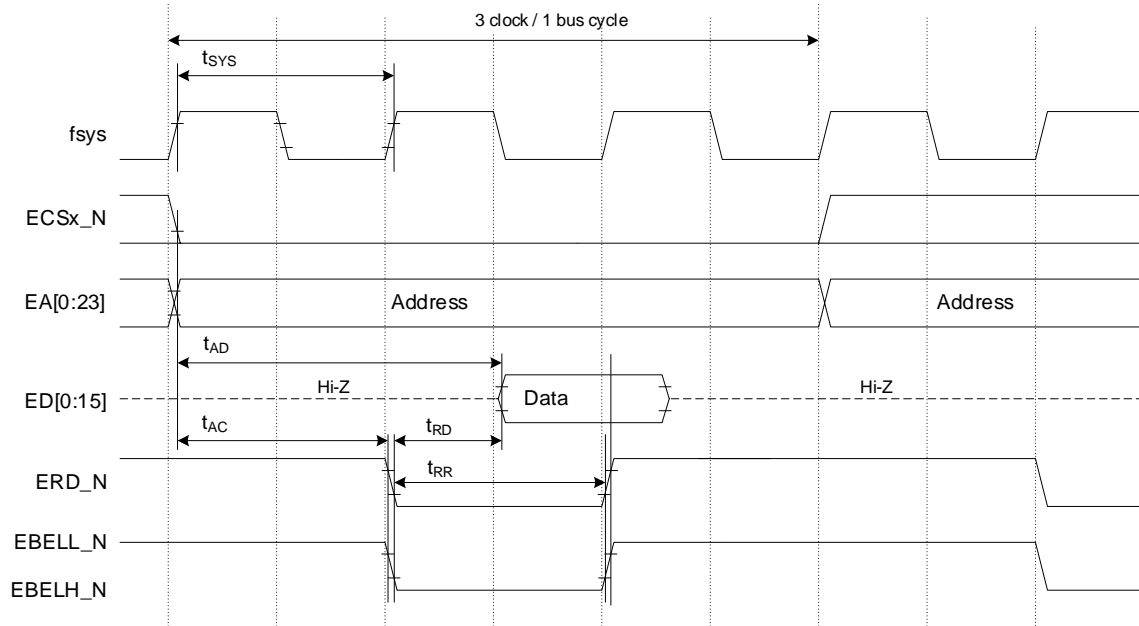 3 clock / 1 bus cycle
tSYS
fsys
ECSx_N
EA[0:23]
Address
Address
tAD
Hi-Z
Data
Hi-Z
ED[0:15]
tAC
tRD
tRR
ERD_N
EBELL_N
EBELH_N